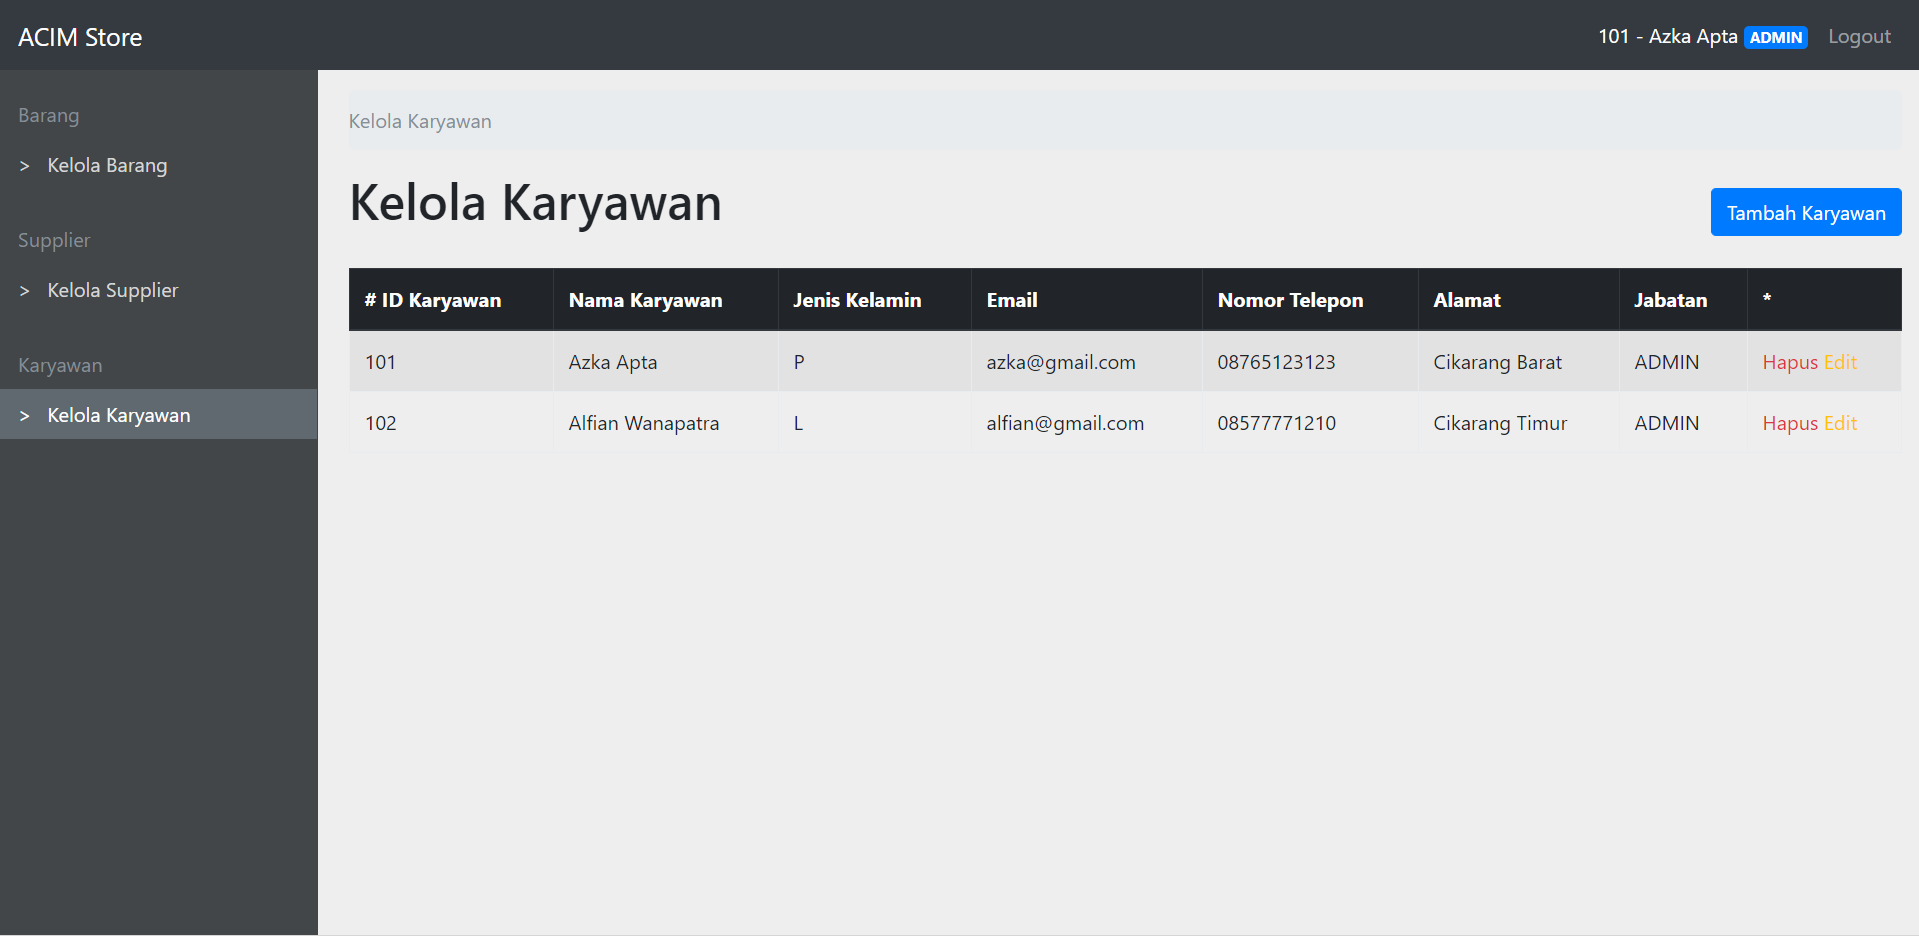 ACIM Store
101 - Azka Apta ADMIN Logout
Barang
> Kelola Barang
Supplier
> Kelola Supplier
Karyawan
> Kelola Karyawan
Kelola Karyawan
Kelola Karyawan
Tambah Karyawan
# ID Karyawan Nama Karyawan Jenis Kelamin Email Nomor Telepon Alamat Jabatan *
101 Azka Apta P azka@gmail.com 08765123123 Cikarang Barat ADMIN Hapus Edit
102 Alfian Wanapatra L alfian@gmail.com 08577771210 Cikarang Timur ADMIN Hapus Edit